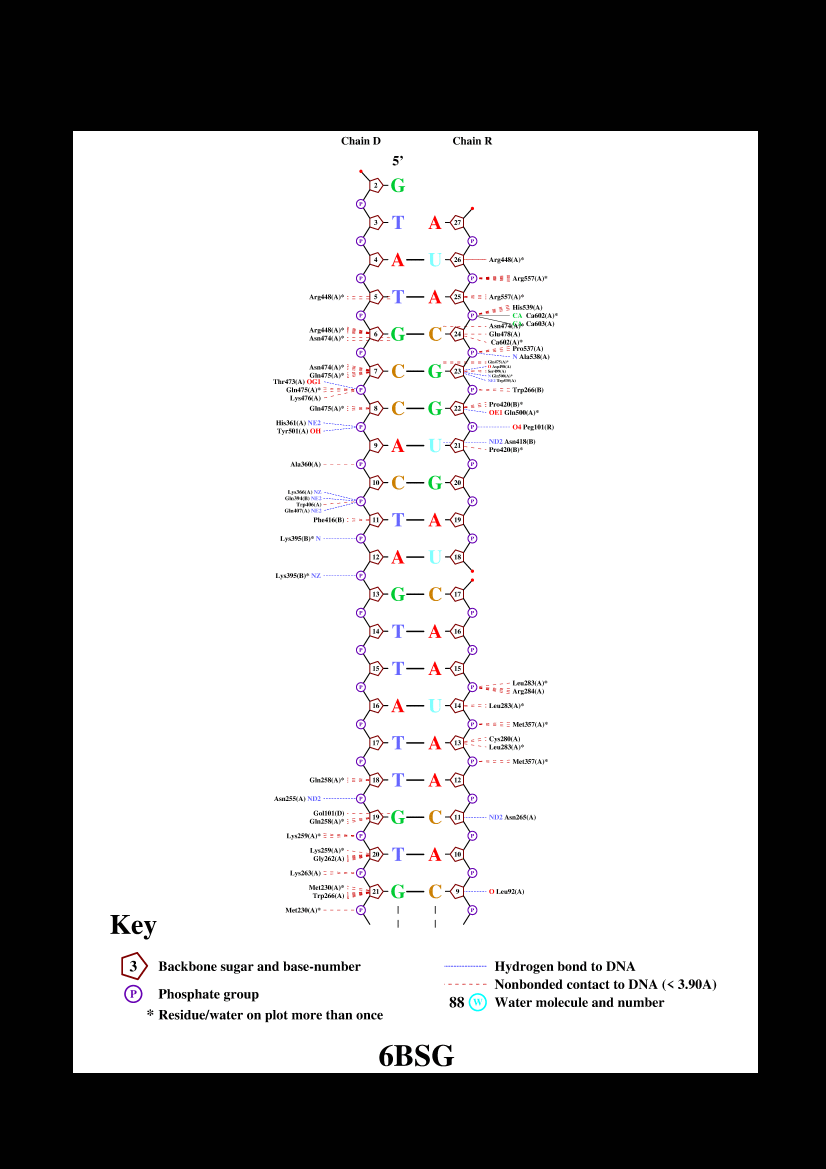 Chain D Chain R
5’
2 G
P
3 T A 27
P P
4 A U 26 Arg448(A)*
P P Arg557(A)*
Arg448(A)* 5 T A 25 Arg557(A)*
His539(A)
P P CA Ca602(A)*
Ca603(A)
Asn474(A)*
Arg448(A)* 6 G C 24 Glu478(A)
Asn474(A)* Ca602(A)*
P P Pro537(A)
N Ala538(A)
Asn474(A)* 7 C G 23
Gln475(A)*
Thr473(A) OG1
Gln475(A)* P P Trp266(B)
Lys476(A)
Gln475(A)* 8 C G 22 Pro420(B)*
OE1 Gln500(A)*
His361(A) NE2 P P O4 Peg101(R)
Tyr501(A) OH
9 A U 21 ND2 Asn418(B)
Pro420(B)*
Ala360(A) P P
10 C G 20
Lys366(A) NZ
Gln394(B) NE2 P P
Trp406(A)
Gln407(A) NE2
Phe416(B) 11 T A 19
Lys395(B)* N P P
12 A U 18
Lys395(B)* NZ P
13 G C 17
P P
14 T A 16
P P
15 T A 15
Leu283(A)*
P P Arg284(A)
16 A U 14 Leu283(A)*
P P Met357(A)*
17 T A 13 Cys280(A)
Leu283(A)*
P P Met357(A)*
Gln258(A)* 18 T A 12
Asn255(A) ND2 P P
Gol101(D) 19 G C 11 ND2 Asn265(A)
Gln258(A)*
Lys259(A)* P P
Lys259(A)* 20 T A 10
Gly262(A)
Lys263(A) P P
Met230(A)* 21 G C 9 O Leu92(A)
Trp266(A)
Met230(A)* P P
Key
3 Backbone sugar and base-number
P Phosphate group
* Residue/water on plot more than once
Hydrogen bond to DNA
Nonbonded contact to DNA (< 3.90A)
88 W Water molecule and number
6BSG